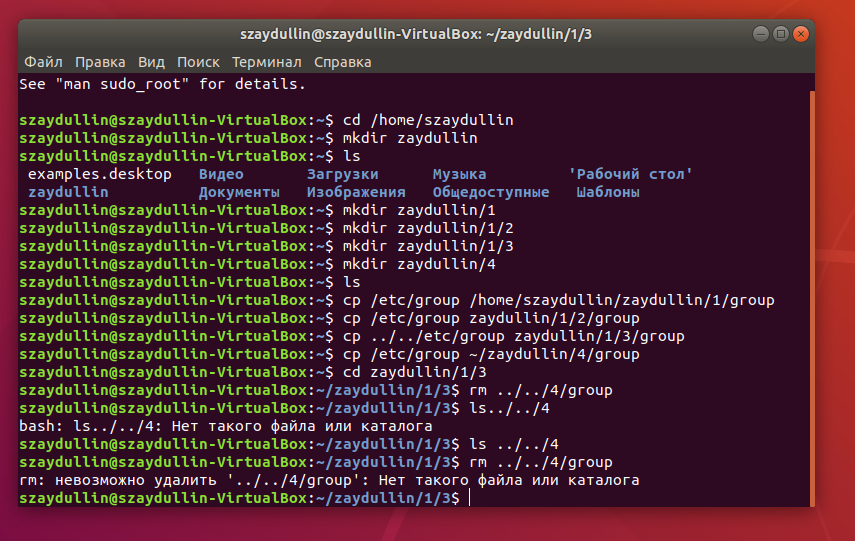 szaydullin@szaydullin-VirtualBox: ~/zaydullin/1/3
Файл Правка Вид Поиск Терминал Справка
See "man sudo_root" for details.
szaydullin@szaydullin-VirtualBox:~$ cd /home/szaydullin
szaydullin@szaydullin-VirtualBox:~$ mkdir zaydullin
szaydullin@szaydullin-VirtualBox:~$ ls
examples.desktop Видео Загрузки Музыка 'Рабочий стол'
zaydullin Документы Изображения Общедоступные Шаблоны
szaydullin@szaydullin-VirtualBox:~$ mkdir zaydullin/1
szaydullin@szaydullin-VirtualBox:~$ mkdir zaydullin/1/2
szaydullin@szaydullin-VirtualBox:~$ mkdir zaydullin/1/3
szaydullin@szaydullin-VirtualBox:~$ mkdir zaydullin/4
szaydullin@szaydullin-VirtualBox:~$ ls
szaydullin@szaydullin-VirtualBox:~$ cp /etc/group /home/szaydullin/zaydullin/1/group
szaydullin@szaydullin-VirtualBox:~$ cp /etc/group zaydullin/1/2/group
szaydullin@szaydullin-VirtualBox:~$ cp ../../etc/group zaydullin/1/3/group
szaydullin@szaydullin-VirtualBox:~$ cp /etc/group ~/zaydullin/4/group
szaydullin@szaydullin-VirtualBox:~$ cd zaydullin/1/3
szaydullin@szaydullin-VirtualBox:~/zaydullin/1/3$ rm ../../4/group
szaydullin@szaydullin-VirtualBox:~/zaydullin/1/3$ ls../../4
bash: ls../../4: Нет такого файла или каталога
szaydullin@szaydullin-VirtualBox:~/zaydullin/1/3$ ls ../../4
szaydullin@szaydullin-VirtualBox:~/zaydullin/1/3$ rm ../../4/group
rm: невозможно удалить '../../4/group': Нет такого файла или каталога
szaydullin@szaydullin-VirtualBox:~/zaydullin/1/3$